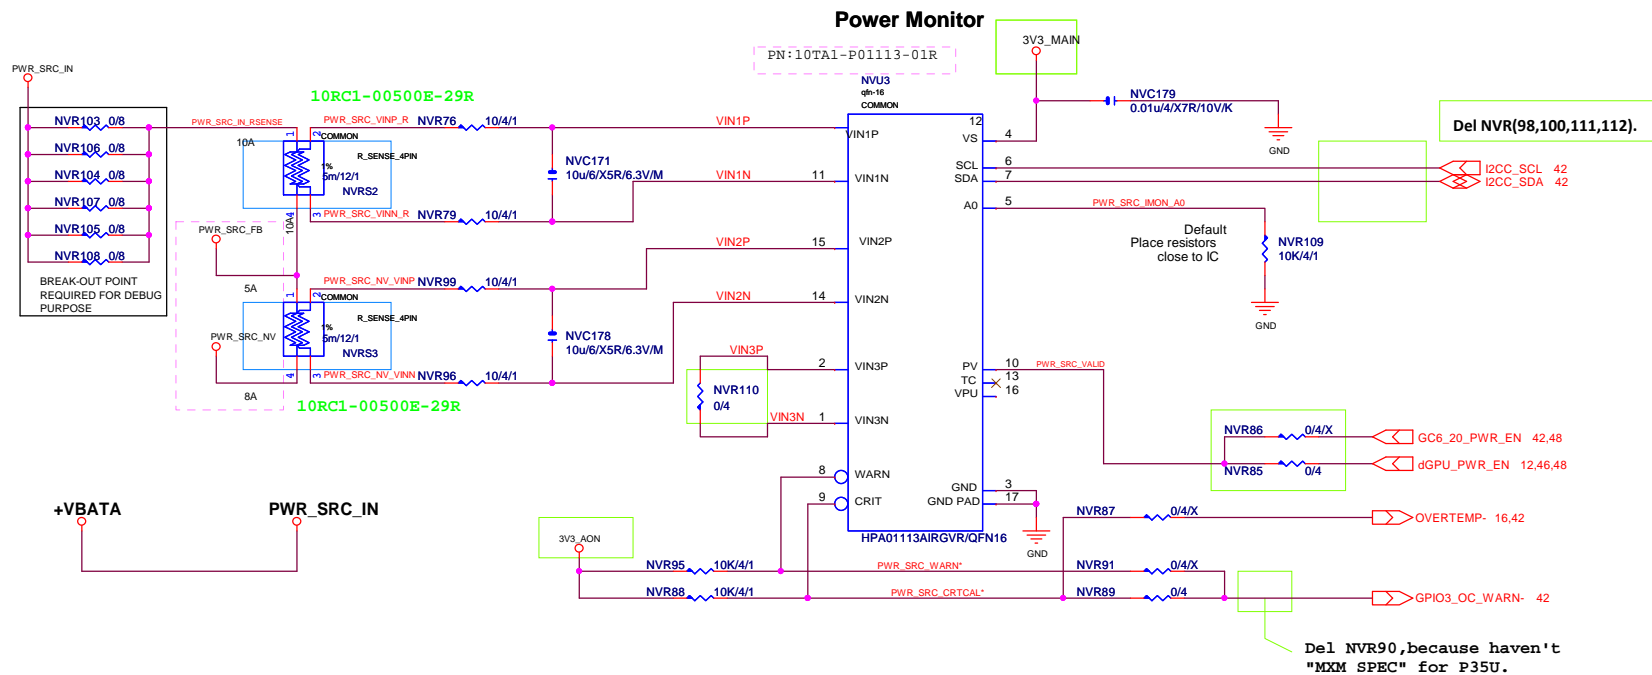 Power Monitor
PN:10TA1-P01113-01R
3V3_MAIN
PWR_SRC_IN
NVU3
qfn-16
COMMON
10RC1-00500E-29R
NVC179
0.01u/4/X7R/10V/K
GND
Del NVR(98,100,111,112).
NVR103 0/8
NVR106 0/8
NVR104 0/8
NVR107 0/8
NVR105 0/8
NVR108 0/8
BREAK-OUT POINT
REQUIRED FOR DEBUG
PURPOSE
PWR_SRC_IN_RSENSE
10A
1
2
COMMON
R_SENSE_4PIN
1%
5m/12/1
NVRS2
4
3
10A
PWR_SRC_VINP_R
NVR76 10/4/1
PWR_SRC_VINN_R
NVR79 10/4/1
NVC171
10u/6/X5R/6.3V/M
PWR_SRC_FB
5A
PWR_SRC_NV
8A
1
2
COMMON
R_SENSE_4PIN
1%
5m/12/1
NVRS3
4
3
PWR_SRC_NV_VINP
NVR99 10/4/1
PWR_SRC_NV_VINN
NVR96 10/4/1
NVC178
10u/6/X5R/6.3V/M
10RC1-00500E-29R
VIN1P
VIN1N
VIN2P
VIN2N
VIN3P
VIN3N
NVR110
0/4
12
VIN1P
11 VIN1N
15 VIN2P
14 VIN2N
2 VIN3P
1 VIN3N
8 WARN
9 CRIT
VS 4
SCL 6
SDA 7
A0 5
PV 10
TC 13
VPU 16
GND 3
GND PAD 17
HPA01113AIRGVR/QFN16
GND
I2CC_SCL 42
I2CC_SDA 42
PWR_SRC_IMON_A0
Default
Place resistors
close to IC
NVR109
10K/4/1
GND
PWR_SRC_VALID
NVR86 0/4/X
GC6_20_PWR_EN 42,48
NVR85 0/4
dGPU_PWR_EN 12,46,48
NVR87 0/4/X
OVERTEMP- 16,42
+VBATA
PWR_SRC_IN
3V3_AON
NVR95 10K/4/1
PWR_SRC_WARN*
NVR91 0/4/X
NVR88 10K/4/1
PWR_SRC_CRTCAL*
NVR89 0/4
GPIO3_OC_WARN- 42
Del NVR90,because haven't
"MXM SPEC" for P35U.